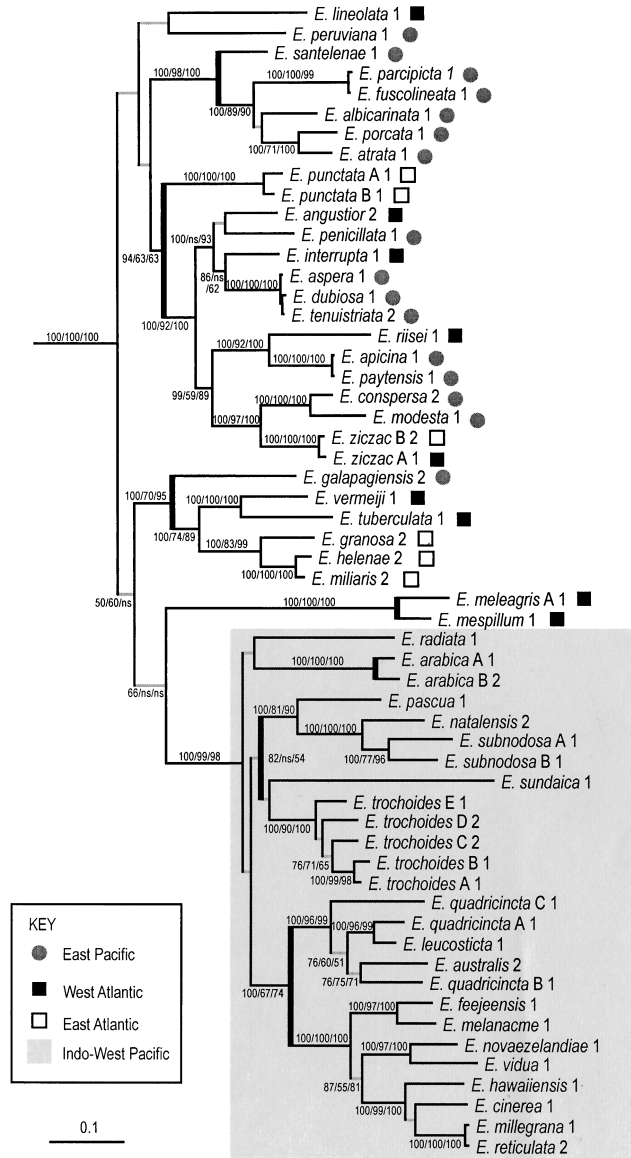 E. lineolata 1
E. peruviana 1
E. santelenae 1
100/98/100
100/100/99
E. parcipicta 1
E. fuscolineata 1
100/89/90
E. albicarinata 1
E. porcata 1
100/71/100
E. atrata 1
100/100/100
E. punctata A 1
E. punctata B 1
E. angustior 2
100/ns/93
E. penicillata 1
94/63/63
E. interrupta 1
86/ns
/62
100/100/100
E. aspera 1
E. dubiosa 1
E. tenuistriata 2
100/92/100
E. riisei 1
100/92/100
100/100/100
100/100/100
E. apicina 1
E. paytensis 1
99/59/89
E. conspersa 2
100/100/100
E. modesta 1
100/97/100
E. ziczac B 2
100/100/100
E. ziczac A 1
E. galapagiensis 2
100/70/95
E. vermeiji 1
100/100/100
E. tuberculata 1
100/74/89
E. granosa 2
100/83/99
E. helenae 2
100/100/100
E. miliaris 2
50/60/ns
100/100/100
E. meleagris A 1
E. mespillum 1
E. radiata 1
100/100/100
E. arabica A 1
E. arabica B 2
66/ns/ns
E. pascua 1
100/81/90
E. natalensis 2
100/100/100
E. subnodosa A 1
100/77/96
E. subnodosa B 1
100/99/98
82/ns/54
E. sundaica 1
E. trochoides E 1
E. trochoides D 2
100/90/100
E. trochoides C 2
76/71/65
E. trochoides B 1
100/99/98
E. trochoides A 1
E. quadricincta C 1
100/96/99
100/96/99
E. quadricincta A 1
E. leucosticta 1
76/60/51
E. australis 2
76/75/71
E. quadricincta B 1
100/67/74
E. feejeensis 1
100/97/100
E. melanacme 1
100/100/100
E. novaezelandiae 1
100/97/100
E. vidua 1
87/55/81
E. hawaiiensis 1
100/99/100
E. cinerea 1
E. millegrana 1
100/100/100
E. reticulata 2
KEY
East Pacific
West Atlantic
East Atlantic
Indo-West Pacific
0.1